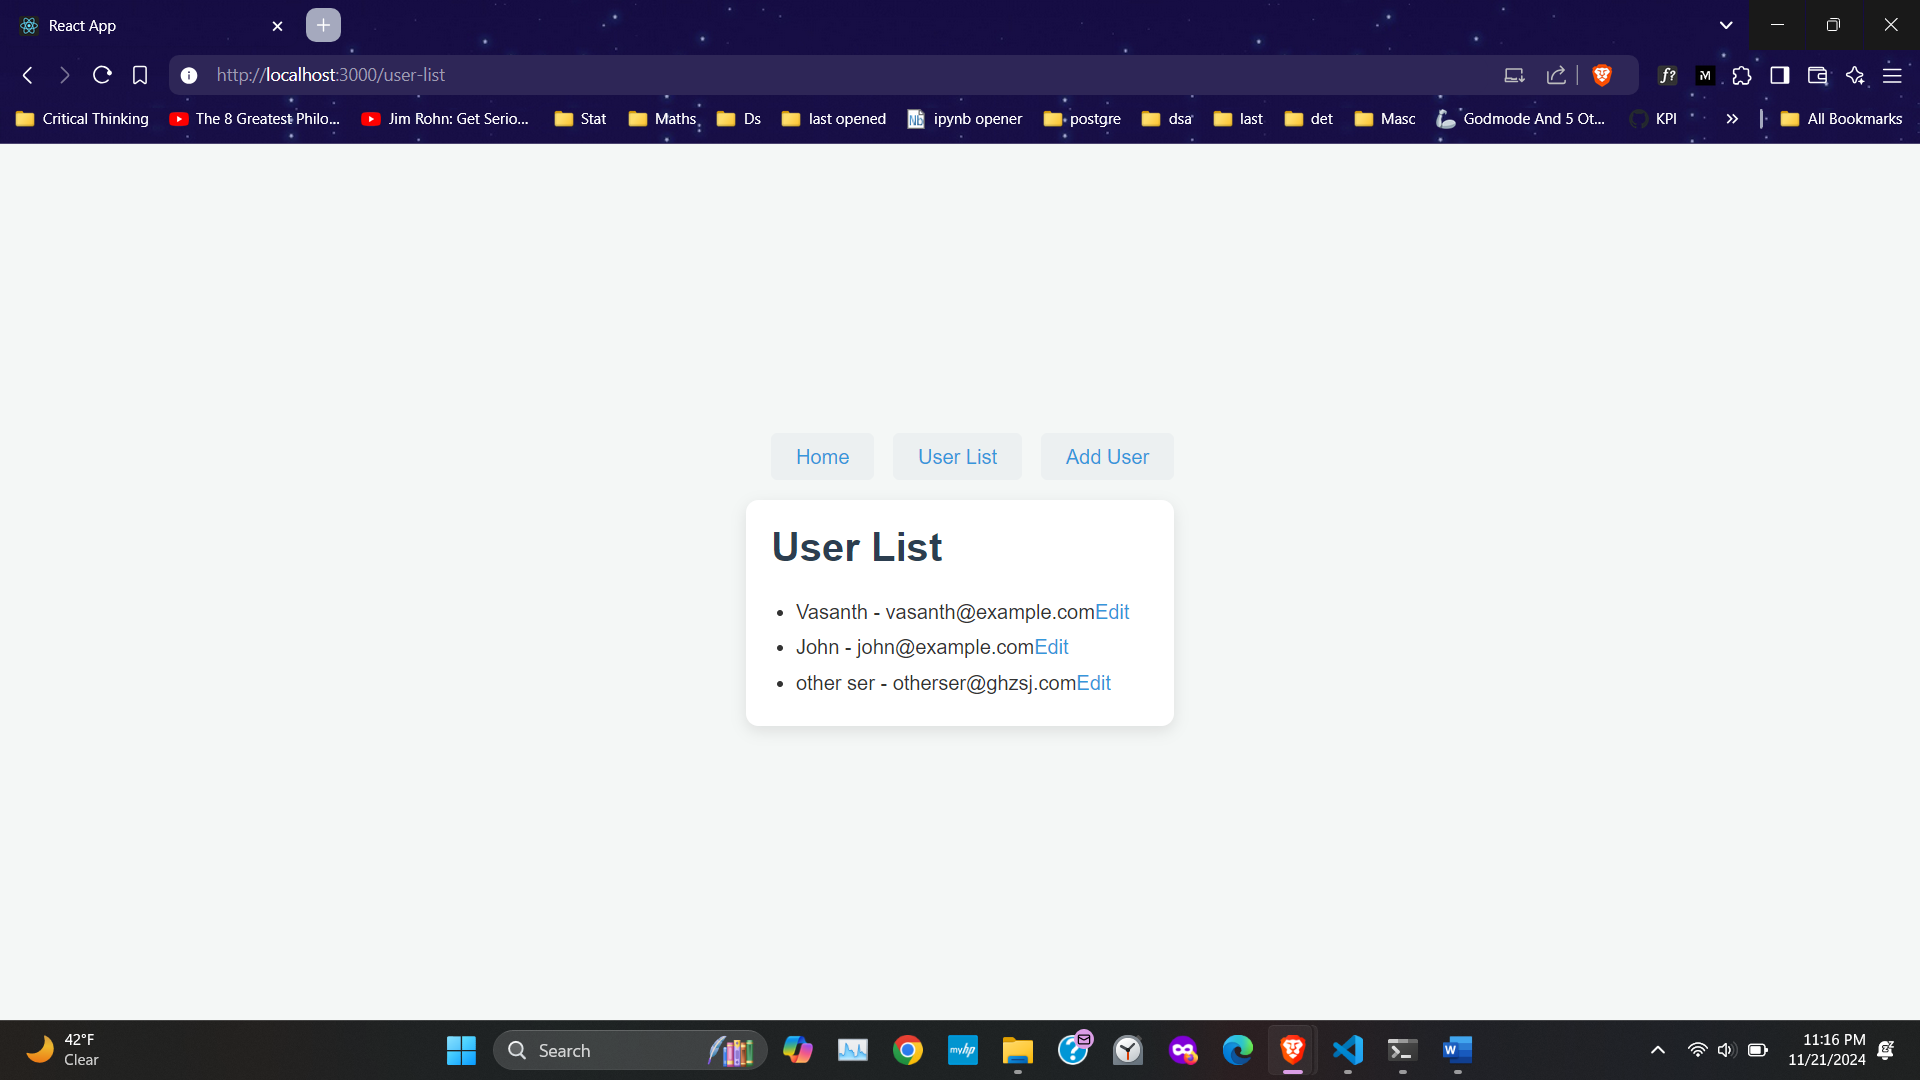 React App
http://localhost:3000/user-list
Critical Thinking The 8 Greatest Philo... Jim Rohn: Get Serio... Stat Maths Ds last opened ipynb opener postgre dsa last det Masc Godmode And 5 Ot... KPI » All Bookmarks
Home User List Add User
User List
• Vasanth - vasanth@example.comEdit
• John - john@example.comEdit
• other ser - otherser@ghzsj.comEdit
42°F
Clear
Search
myhp
11:16 PM
11/21/2024